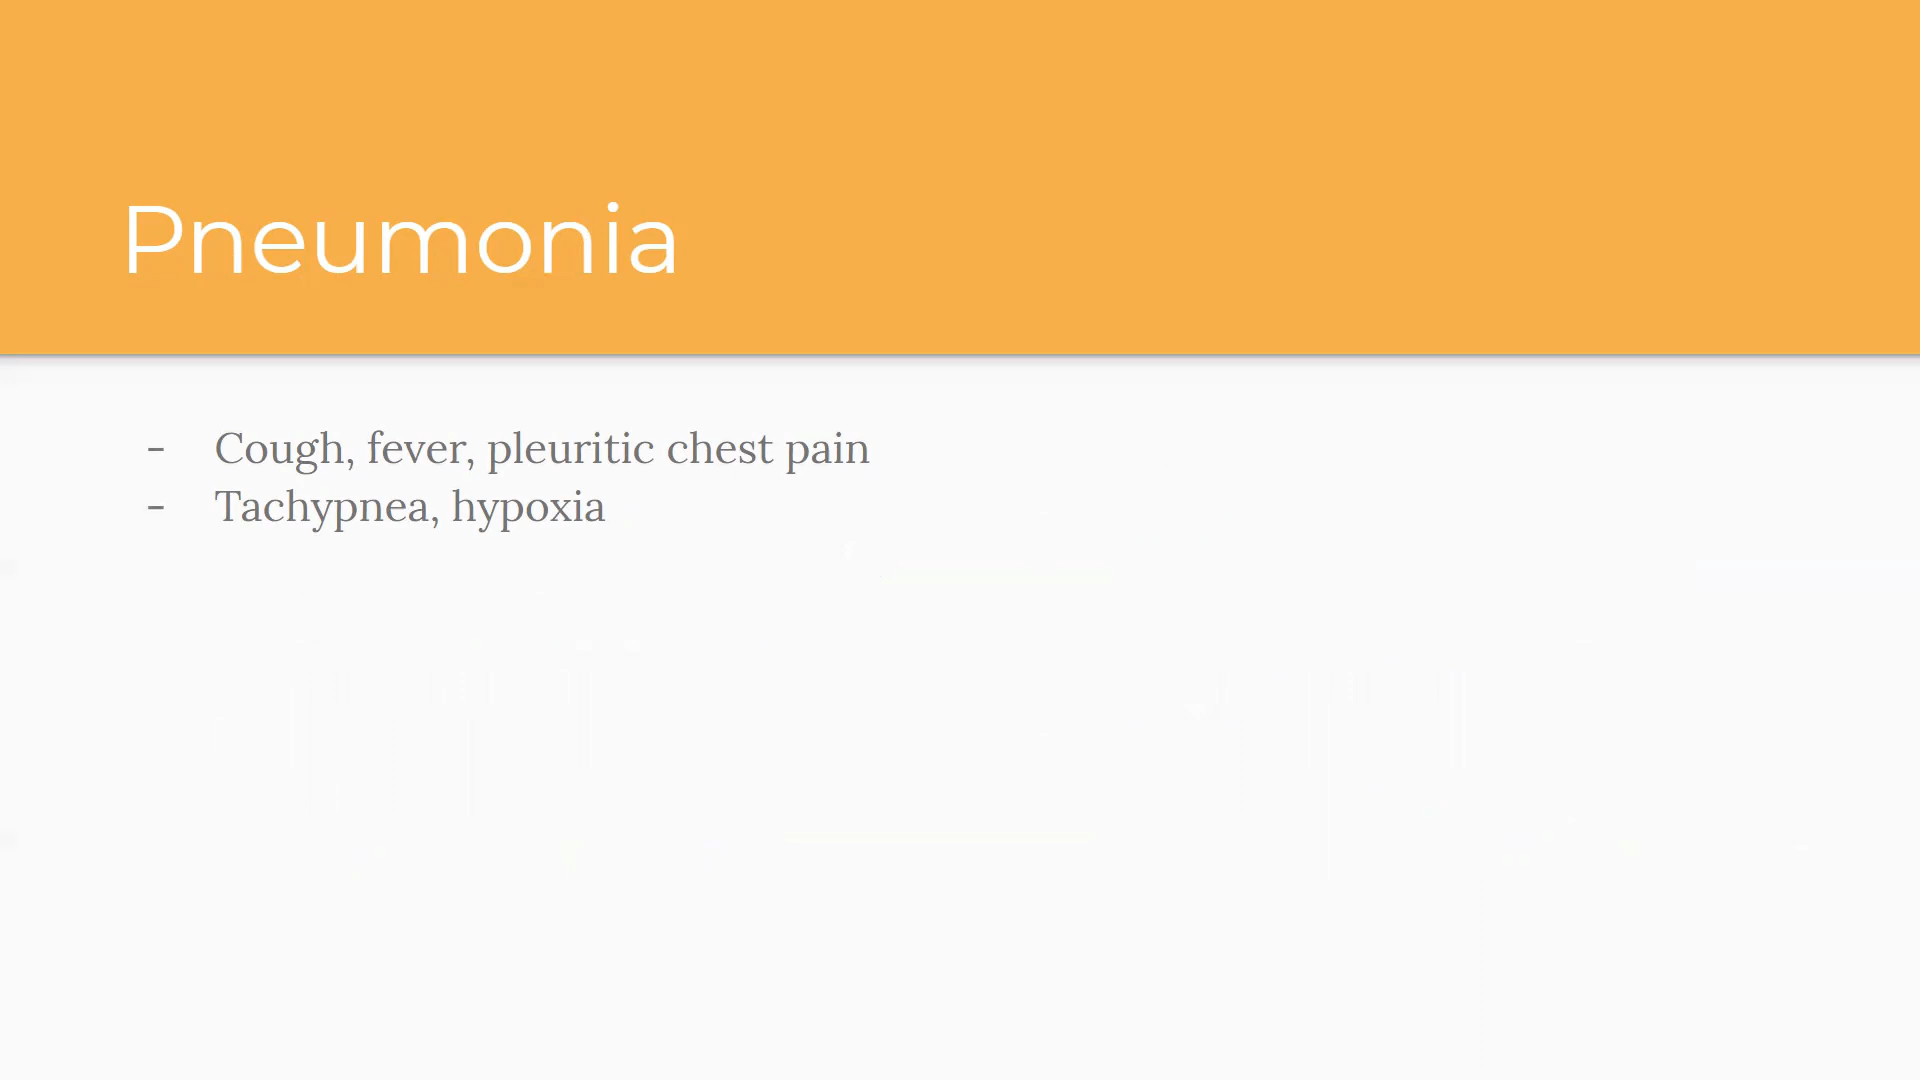 Pneumonia
- Cough, fever, pleuritic chest pain
- Tachypnea, hypoxia